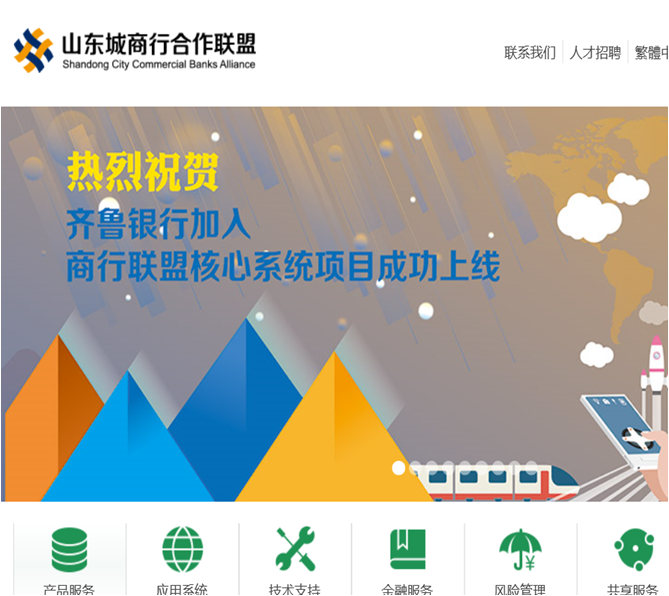 山东城商行合作联盟
Shandong City Commercial Banks Alliance
联系我们 人才招聘 繁體中
热烈祝贺
齐鲁银行加入
商行联盟核心系统项目成功上线
产品服务 应用系统 技术支持 金融服务 风险管理 共享服务